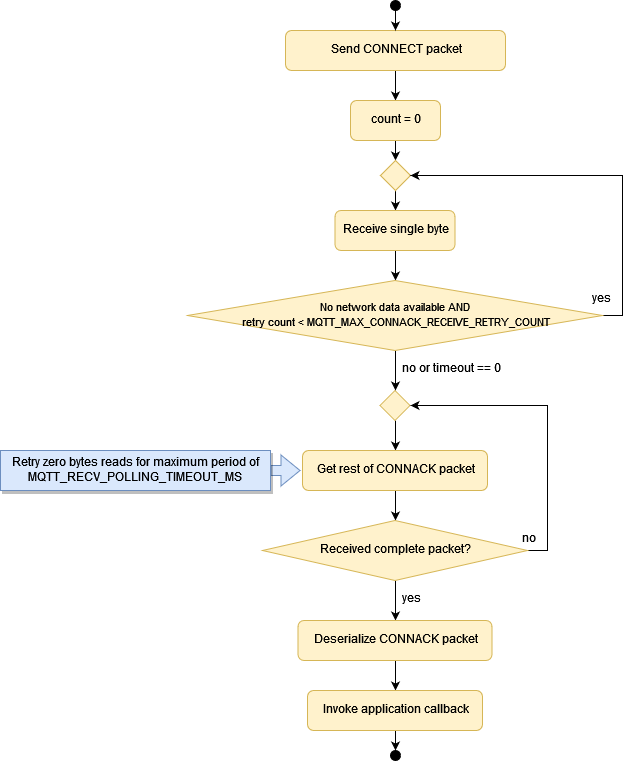 Send CONNECT packet
count = 0
Receive single byte
No network data available AND
retry count < MQTT_MAX_CONNACK_RECEIVE_RETRY_COUNT
yes
no or timeout == 0
Retry zero bytes reads for maximum period of
MQTT_RECV_POLLING_TIMEOUT_MS
Get rest of CONNACK packet
Received complete packet?
no
yes
Deserialize CONNACK packet
Invoke application callback